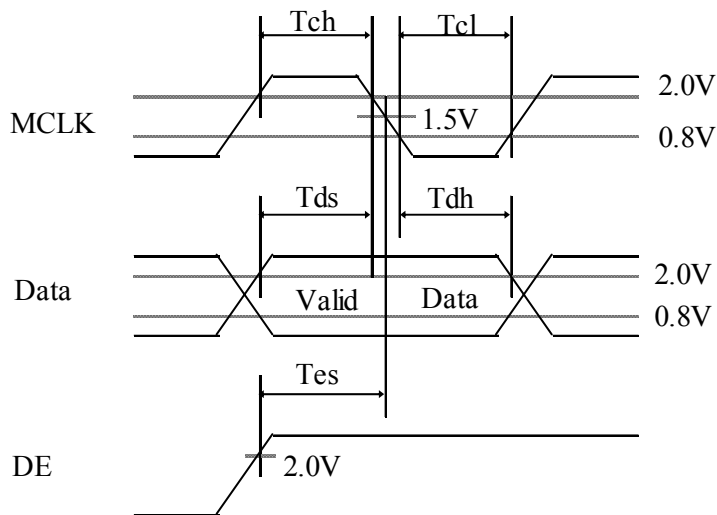 Tch Tcl
2.0V
MCLK
1.5V
0.8V
Tds Tdh
2.0V
Data
Valid Data
0.8V
Tes
DE
2.0V